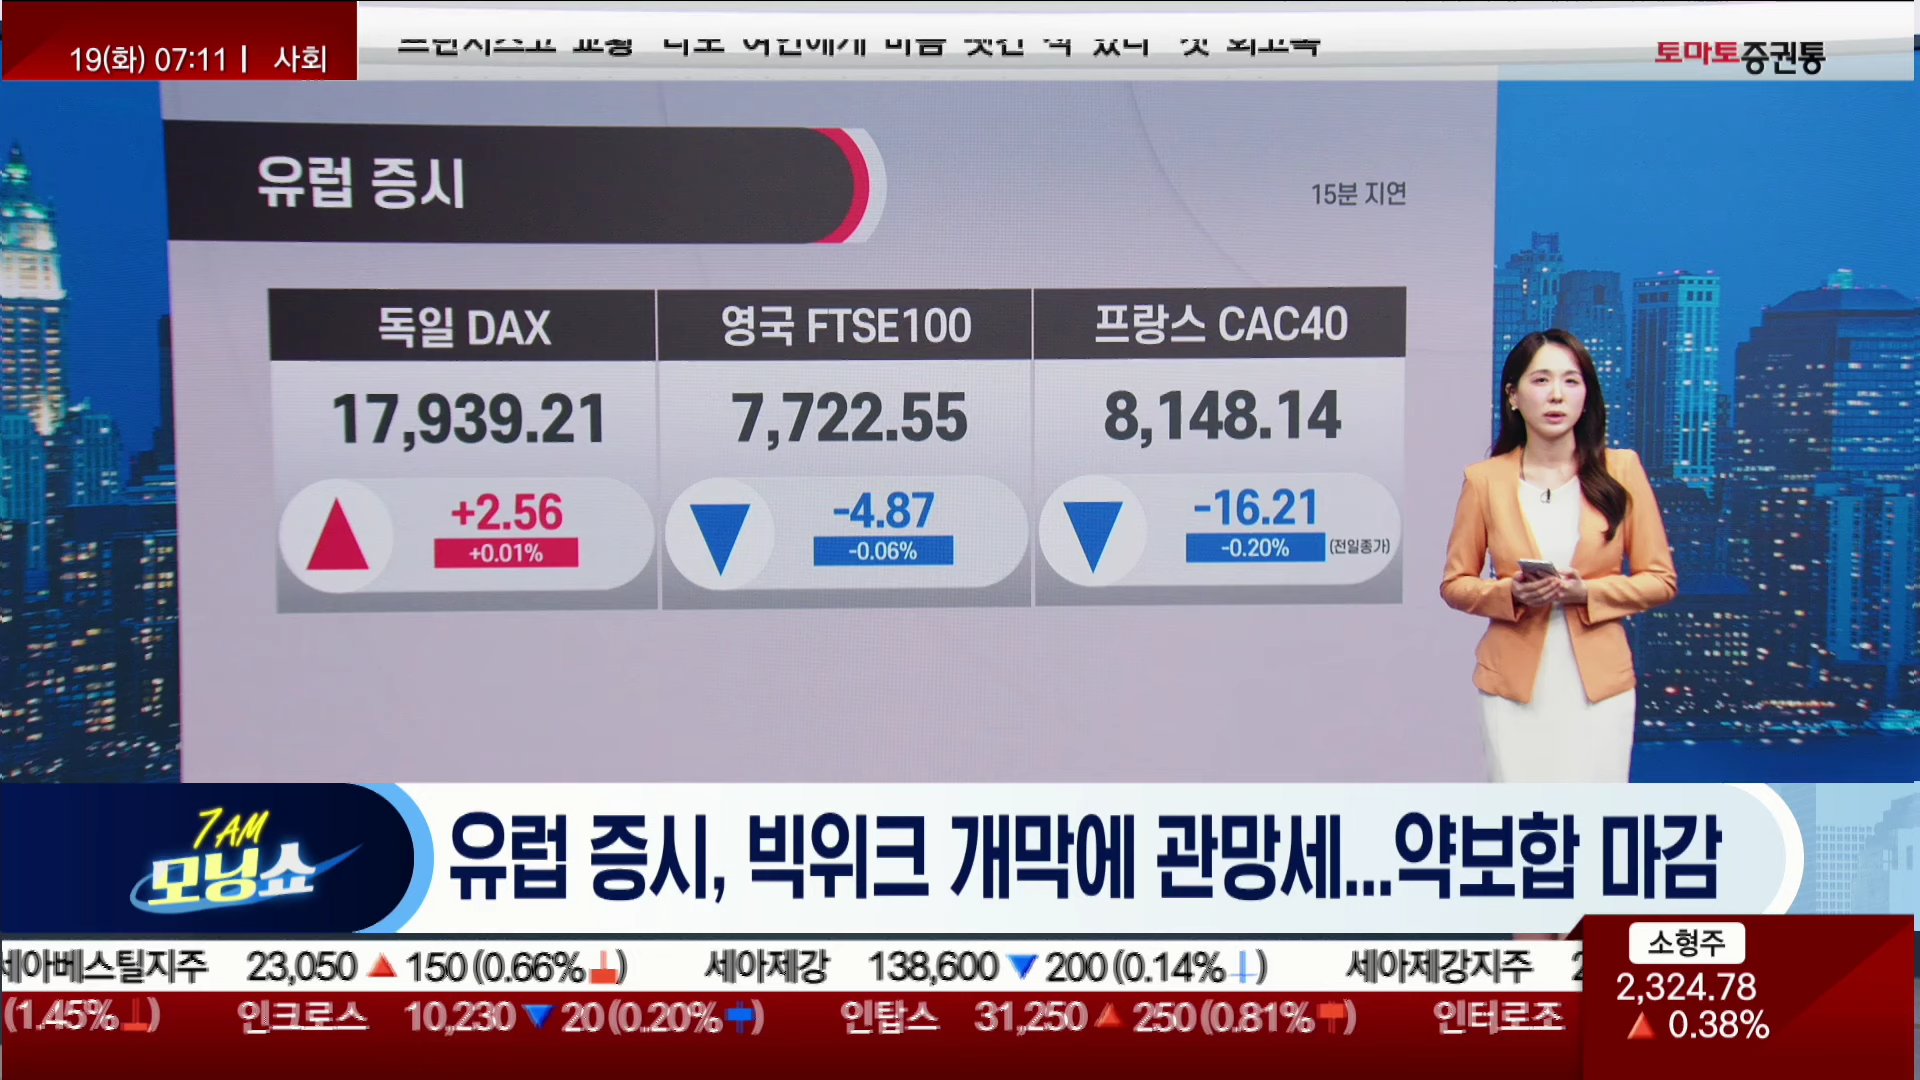 19(화) 07:11 | 사회
토마토증권통
유럽 증시
15분 지연
독일 DAX
17,939.21
+2.56
+0.01%
영국 FTSE100
7,722.55
-4.87
-0.06%
프랑스 CAC40
8,148.14
-16.21
-0.20%
(전일종가)
7 AM
모닝쇼
유럽 증시, 빅위크 개막에 관망세...약보합 마감
세아베스틸지주 23,050 ▲ 150 (0.66%) 세아제강 138,600 ▼ 200 (0.14%) 세아제강지주
(1.45%) 인크로스 10,230 ▼ 20 (0.20%) 인탑스 31,250 ▲ 250 (0.81%) 인터로조
소형주
2,324.78
▲ 0.38%